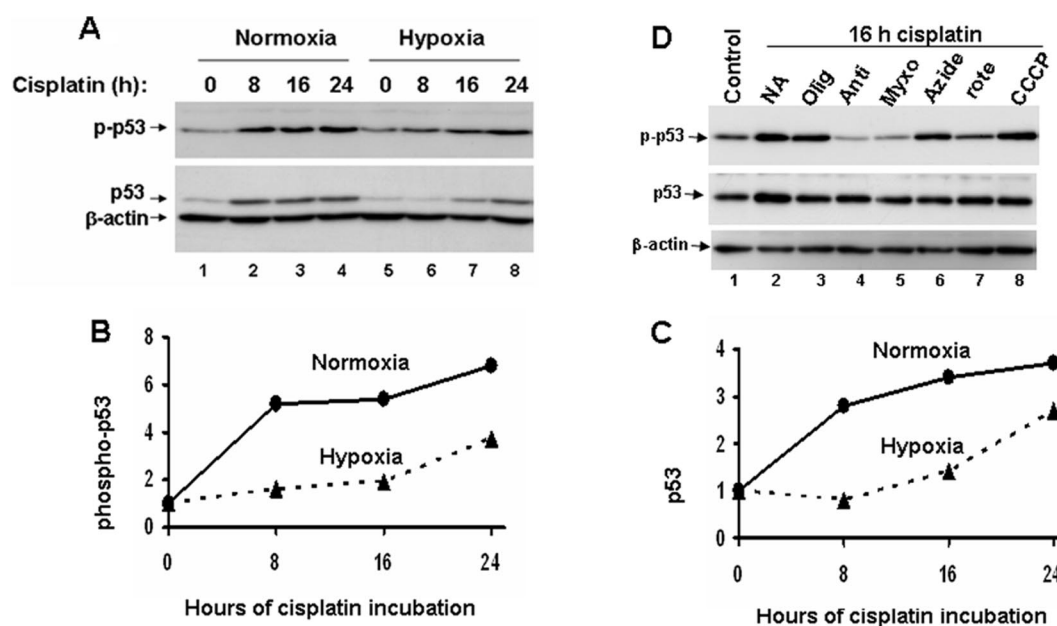 A
Normoxia Hypoxia
Cisplatin (h): 0 8 16 24 0 8 16 24
p-p53
p53
β-actin
1 2 3 4 5 6 7 8
D
16 h cisplatin
Control NA Olig Anti Myxo Azide rote CCCP
p-p53
p53
β-actin
1 2 3 4 5 6 7 8
B
phospho-p53
8
6
4
2
0
Normoxia
Hypoxia
0 8 16 24
Hours of cisplatin incubation
C
p53
4
3
2
1
0
Normoxia
Hypoxia
0 8 16 24
Hours of cisplatin incubation